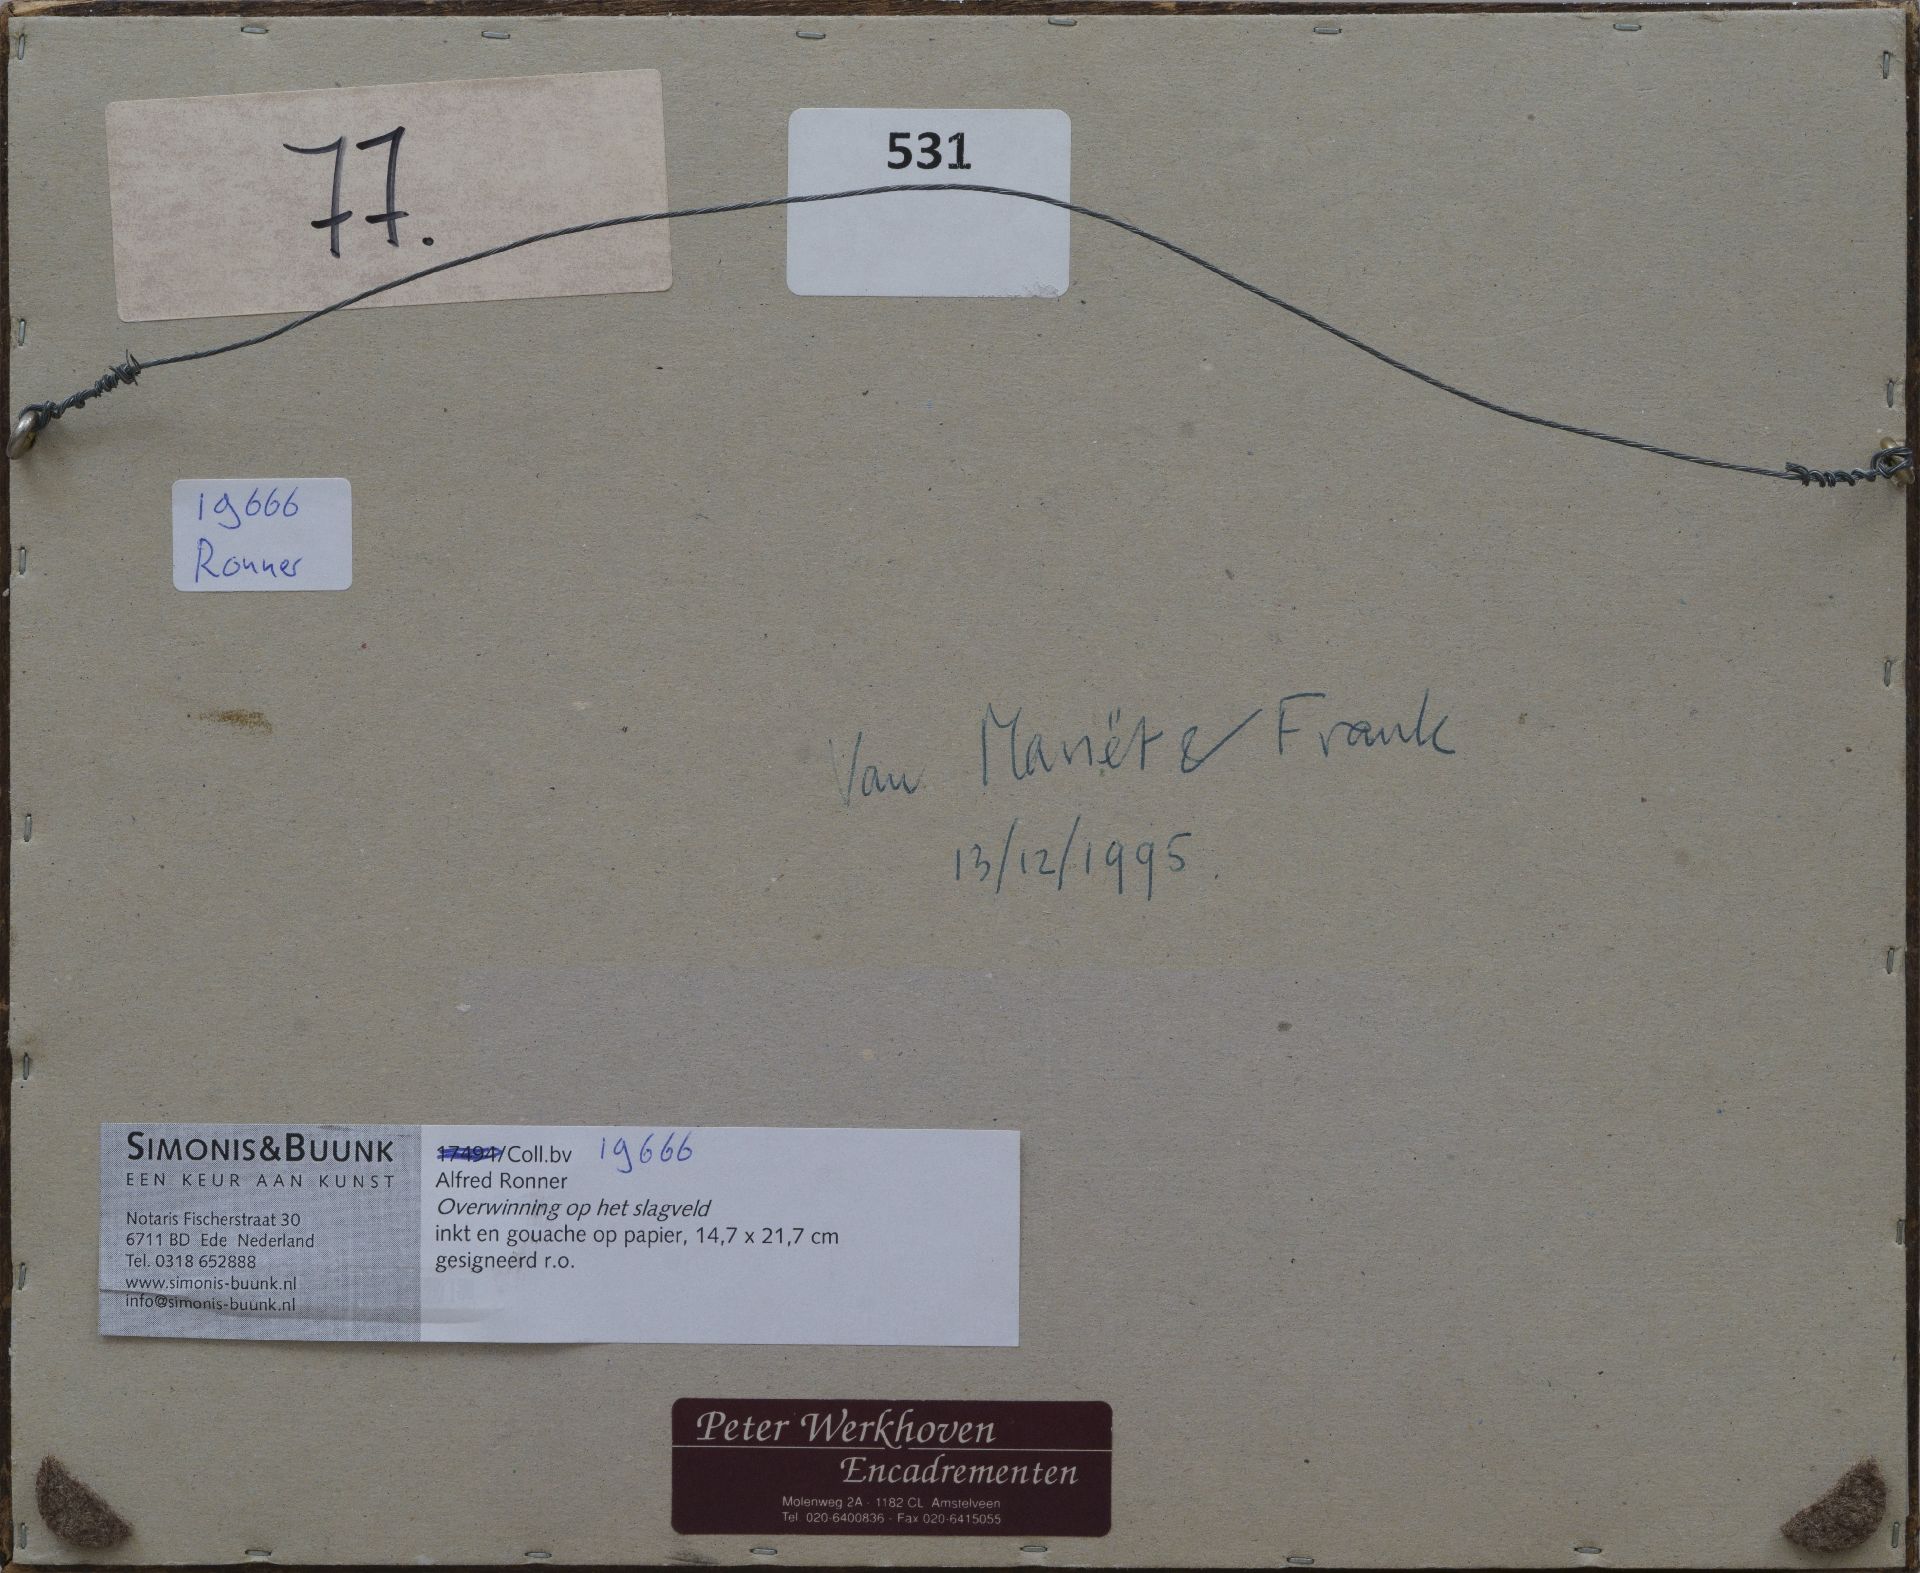 77.
531
19666
Ronner
Van Mariët & Frank
13/12/1995.
SIMONIS&BUUNK
EEN KEUR AAN KUNST
Notaris Fischerstraat 30
6711 BD Ede Nederland
Tel. 0318 652888
www.simonis-buunk.nl
info@simonis-buunk.nl
17494/Coll.bv 19666
Alfred Ronner
Overwinning op het slagveld
inkt en gouache op papier, 14,7 x 21,7 cm
gesigneerd r.o.
Peter Werkhoven
Encadrementen
Molenweg 2A - 1182 CL Amstelveen
Tel. 020-6400836 - Fax 020-6415055